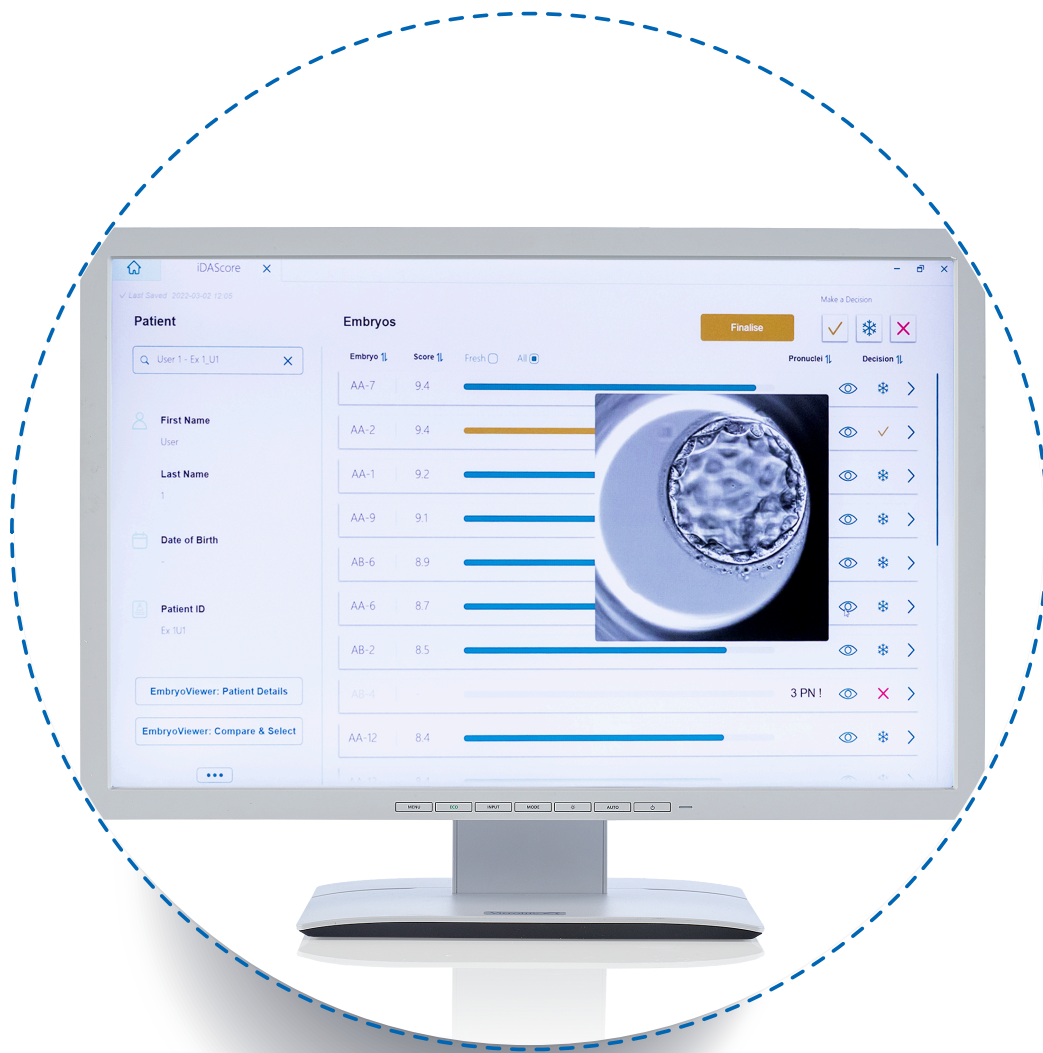 iDAScore
Last Saved: 2023-03-02 12:05
Make a Decision
Patient
Embryos
Finalise
User 1 - Ex 1_U1
Embryo
Score
Fresh
All
Pronuclei
Decision
AA-7 9.4
First Name
User
AA-2 9.4
Last Name
1
AA-1 9.2
AA-9 9.1
Date of Birth
-
AB-6 8.9
Patient ID
Ex 1U1
AA-6 8.7
AB-2 8.5
EmbryoViewer: Patient Details
AB-4 - 3 PN !
EmbryoViewer: Compare & Select
AA-12 8.4
MENU ECO INPUT MODE AUTO